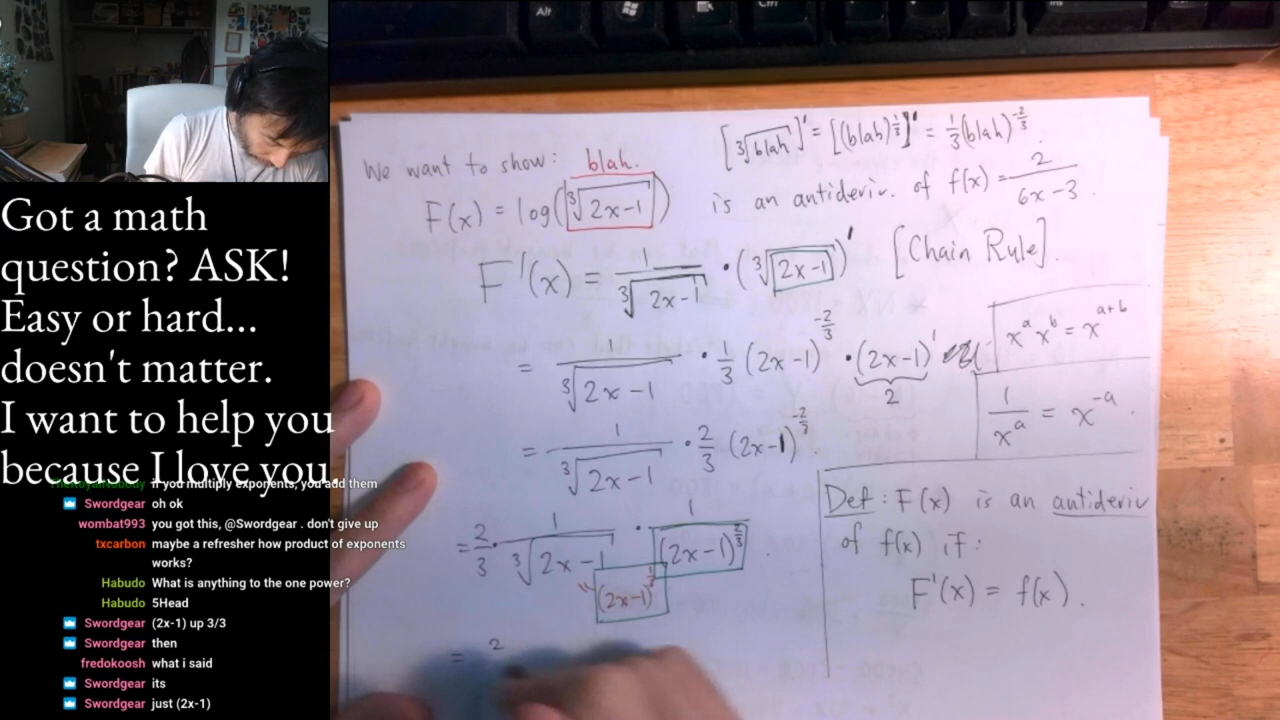 Got a math
question? ASK!
Easy or hard...
doesn't matter.
I want to help you
because I love you.
if you multiply exponents, you add them
Swordgear oh ok
wombat993 you got this, @Swordgear . don't give up
txcarbon maybe a refresher how product of exponents
works?
Habudo What is anything to the one power?
Habudo 5Head
Swordgear (2x-1) up 3/3
Swordgear then
fredokoosh what i said
Swordgear its
Swordgear just (2x-1)
Alt
Ctrl
[∛blah]' = [(blah)^{1/3}]' = 1/3(blah)^{-2/3}.
We want to show: blah.
F(x) = log(∛(2x-1)) is an antideriv. of f(x) = 2/(6x-3).
F'(x) = 1/∛(2x-1) · (∛(2x-1))' [Chain Rule].
= 1/∛(2x-1) · 1/3 (2x-1)^{-2/3} · (2x-1)'
2
= 1/∛(2x-1) · 2/3 (2x-1)^{-2/3}
= 2/3 · 1/∛(2x-1) · 1/(2x-1)^{2/3}.
"(2x-1)^{1/3}
= 2
x^a x^b = x^{a+b}
1/x^a = x^{-a}.
Def: F(x) is an antideriv
of f(x) if:
F'(x) = f(x).